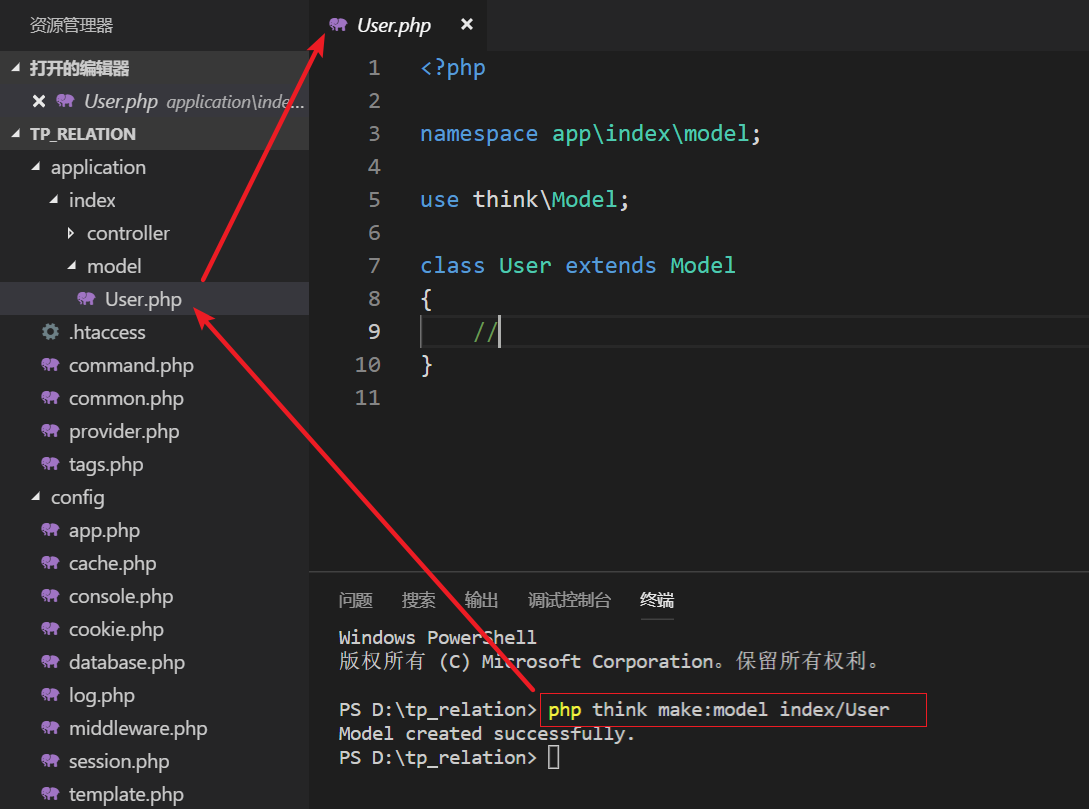 资源管理器
打开的编辑器
User.php application\inde...
TP_RELATION
application
index
controller
model
User.php
.htaccess
command.php
common.php
provider.php
tags.php
config
app.php
cache.php
console.php
cookie.php
database.php
log.php
middleware.php
session.php
template.php
User.php
1 <?php
2
3 namespace app\index\model;
4
5 use think\Model;
6
7 class User extends Model
8 {
9 //
10 }
11
问题 搜索 输出 调试控制台 终端
Windows PowerShell
版权所有 (C) Microsoft Corporation。保留所有权利。
PS D:\tp_relation> php think make:model index/User
Model created successfully.
PS D:\tp_relation>